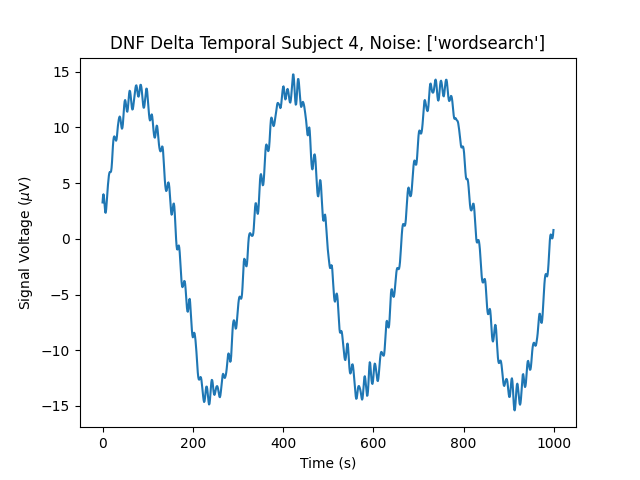 DNF Delta Temporal Subject 4, Noise: ['wordsearch']
15
10
5
0
−5
−10
−15
Signal Voltage (μV)
0 200 400 600 800 1000
Time (s)